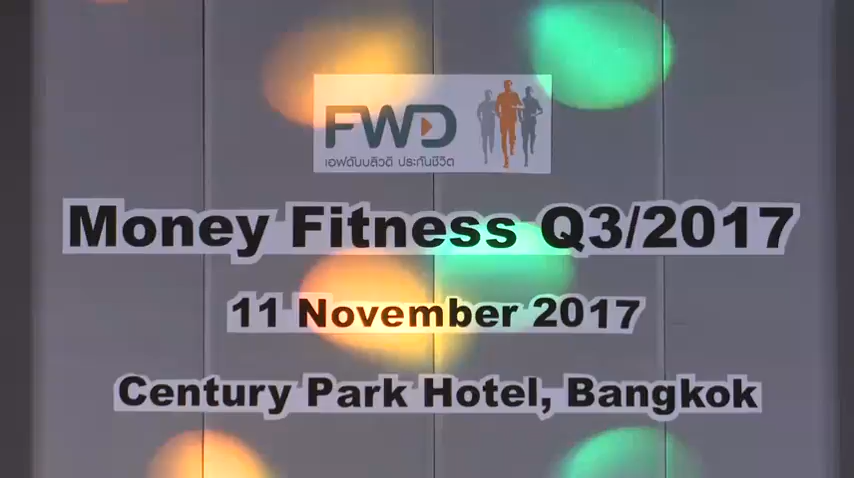 FWD
เอฟดับบลิวดี ประกันชีวิต
Money Fitness Q3/2017
11 November 2017
Century Park Hotel, Bangkok